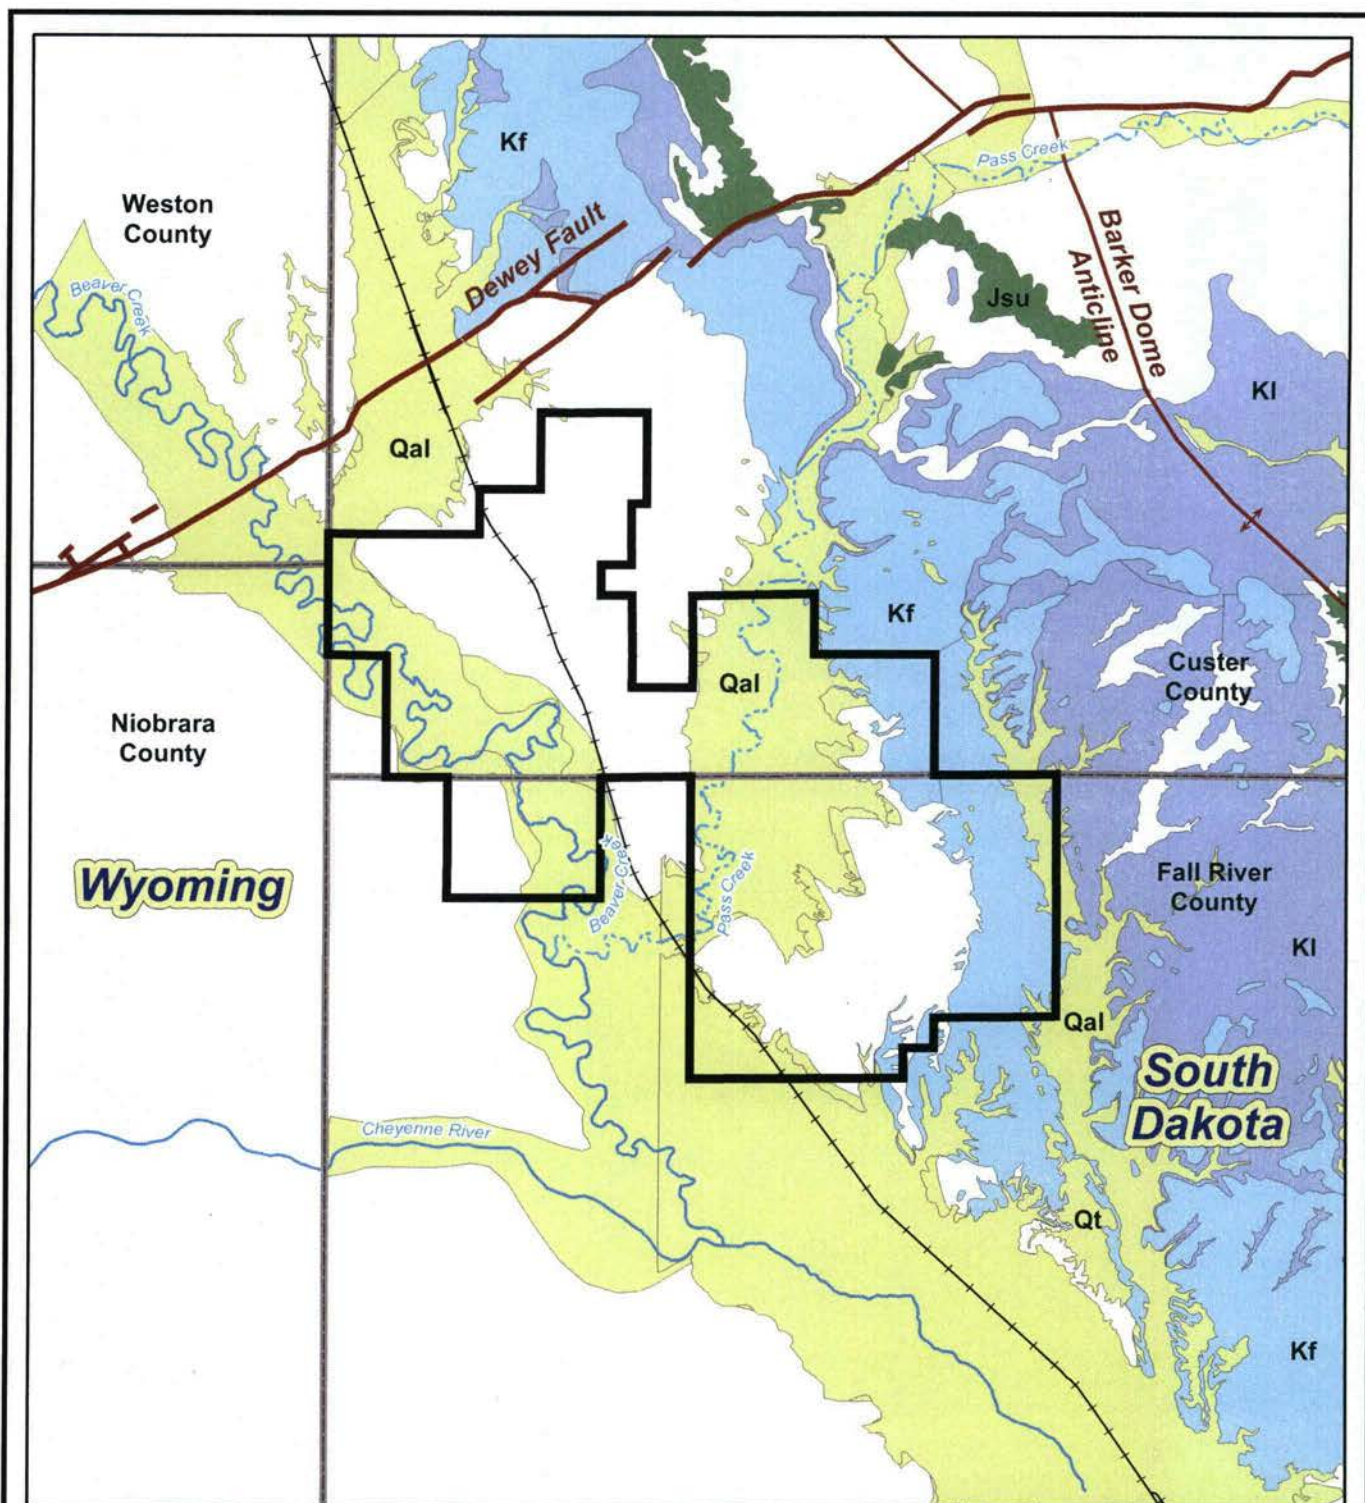 Kf
Pass Creek
Weston
County
Dewey Fault
Barker Dome
Anticline
Beaver Creek
Jsu
Kl
Qal
Kf
Custer
County
Qal
Niobrara
County
Wyoming
Beaver Creek
Pass Creek
Fall River
County
Kl
Qal
South
Dakota
Cheyenne River
Qt
Kf